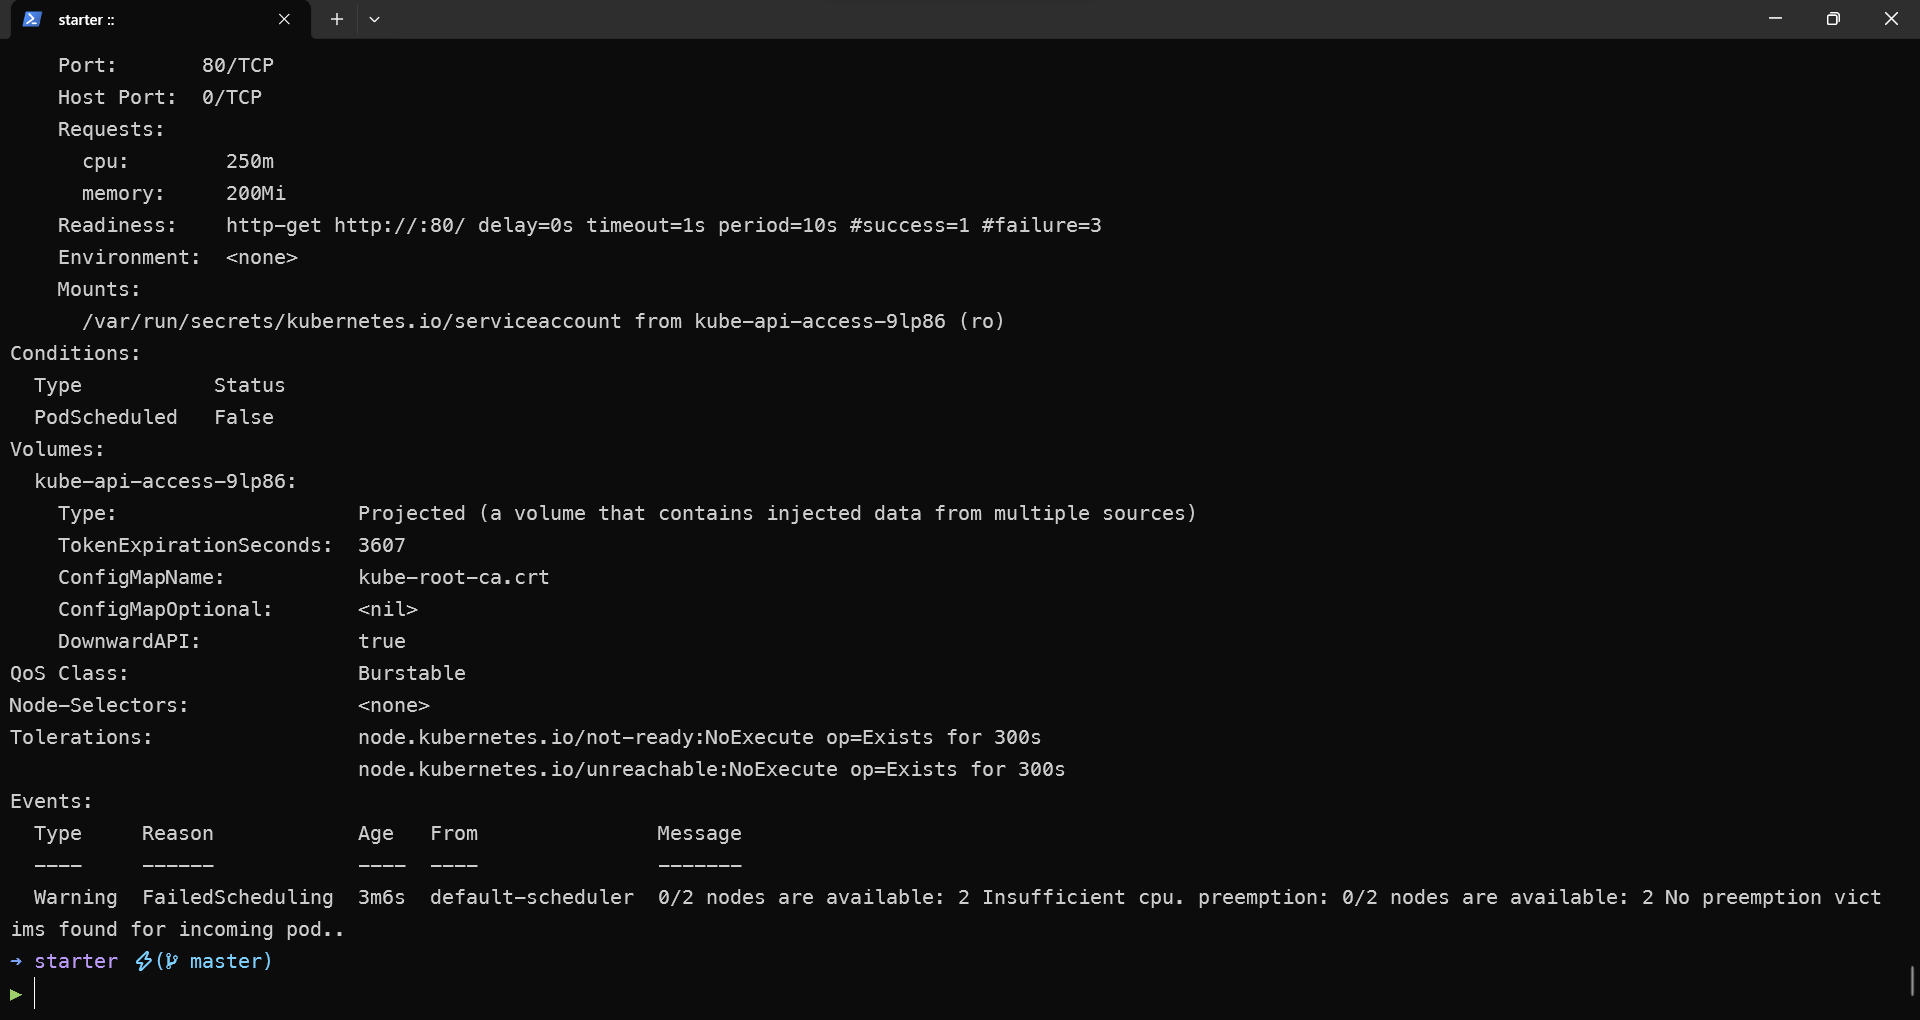 starter ::
Port: 80/TCP
Host Port: 0/TCP
Requests:
cpu: 250m
memory: 200Mi
Readiness: http-get http://:80/ delay=0s timeout=1s period=10s #success=1 #failure=3
Environment: <none>
Mounts:
/var/run/secrets/kubernetes.io/serviceaccount from kube-api-access-9lp86 (ro)
Conditions:
Type Status
PodScheduled False
Volumes:
kube-api-access-9lp86:
Type: Projected (a volume that contains injected data from multiple sources)
TokenExpirationSeconds: 3607
ConfigMapName: kube-root-ca.crt
ConfigMapOptional: <nil>
DownwardAPI: true
QoS Class: Burstable
Node-Selectors: <none>
Tolerations: node.kubernetes.io/not-ready:NoExecute op=Exists for 300s
node.kubernetes.io/unreachable:NoExecute op=Exists for 300s
Events:
Type Reason Age From Message
---- ------ ---- ---- -------
Warning FailedScheduling 3m6s default-scheduler 0/2 nodes are available: 2 Insufficient cpu. preemption: 0/2 nodes are available: 2 No preemption vict
ims found for incoming pod..
→ starter ⚡(master)
▶